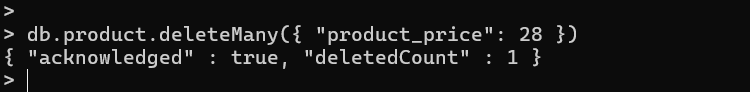 >
> db.product.deleteMany({ "product_price": 28 })
{ "acknowledged" : true, "deletedCount" : 1 }
>